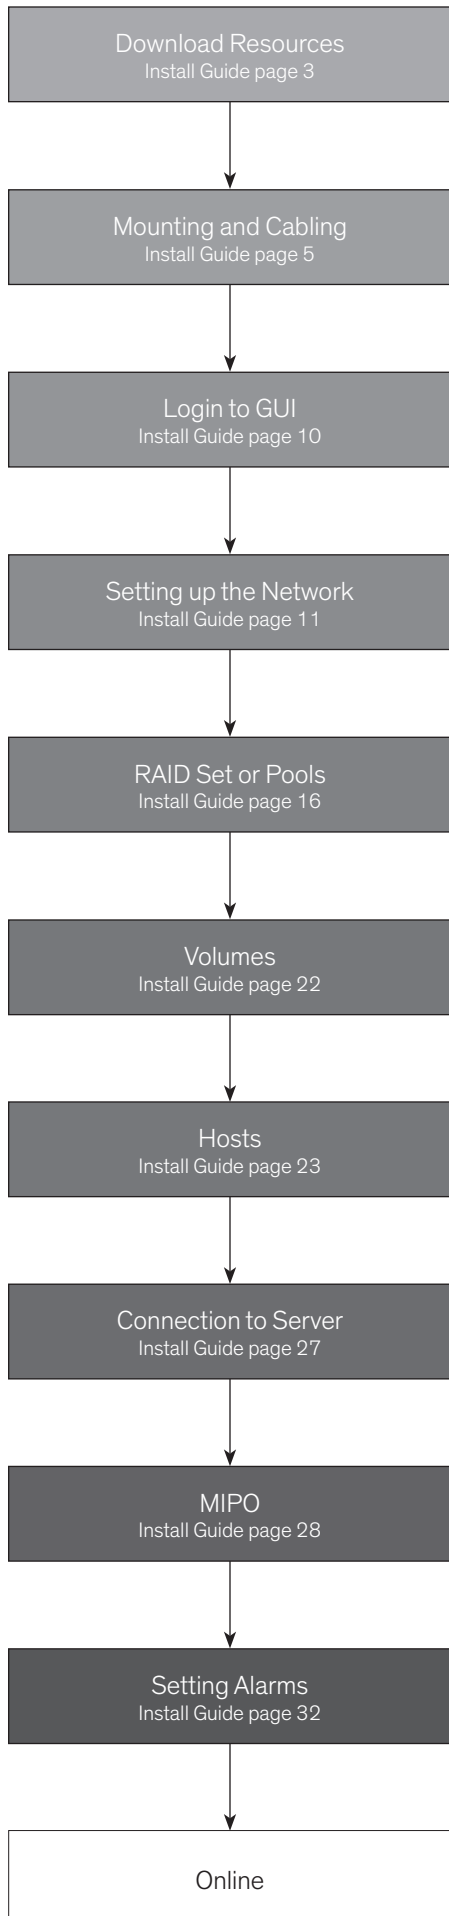 Download Resources
Install Guide page 3
Mounting and Cabling
Install Guide page 5
Login to GUI
Install Guide page 10
Setting up the Network
Install Guide page 11
RAID Set or Pools
Install Guide page 16
Volumes
Install Guide page 22
Hosts
Install Guide page 23
Connection to Server
Install Guide page 27
MIPO
Install Guide page 28
Setting Alarms
Install Guide page 32
Online